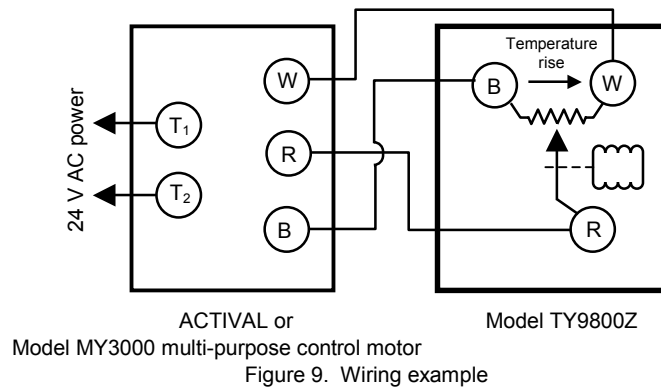 W
T1
R
T2
B
24 V AC power
Temperature
rise
B
W
R
ACTIVAL or
Model MY3000 multi-purpose control motor
Model TY9800Z
Figure 9. Wiring example